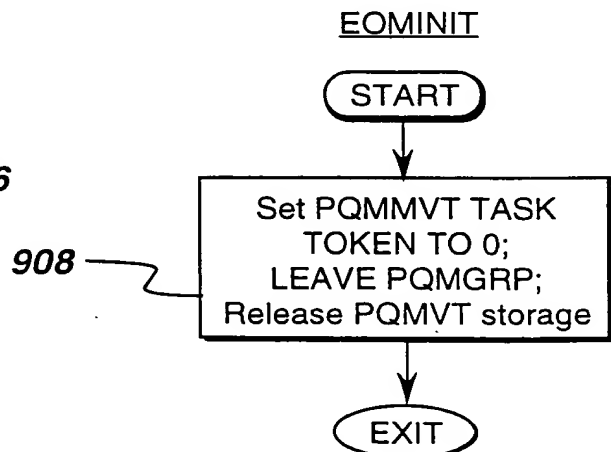 EOMINIT
START
6
Set PQMMVT TASK
TOKEN TO 0;
LEAVE PQMGRP;
Release PQMVT storage
908
EXIT